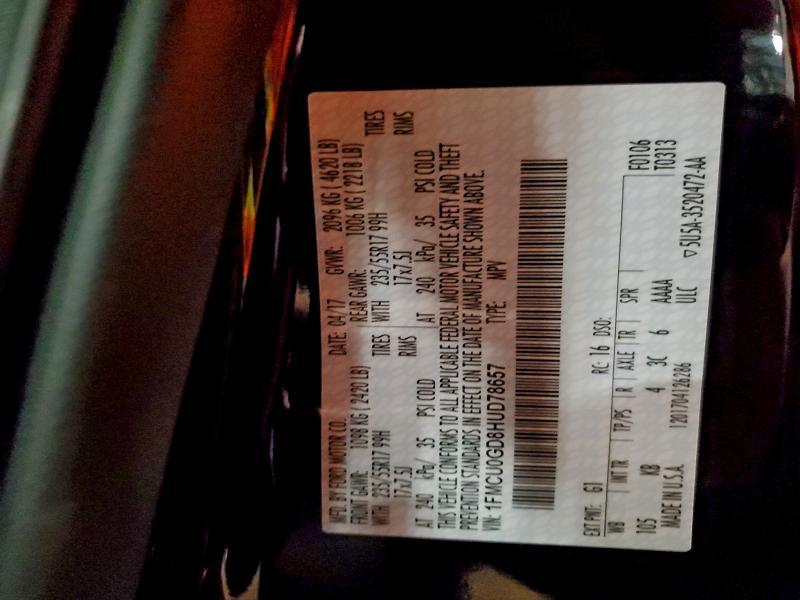 MFD. BY FORD MOTOR CO. DATE: 04/17 GVWR: 2096 KG ( 4620 LB)
FRONT GAWR: 1098 KG ( 2420 LB) REAR GAWR: 1006 KG ( 2218 LB)
WITH 235/55R17 99H TIRES WITH 235/55R17 99H TIRES
17x7.5J RIMS 17x7.5J RIMS
AT 240 kPa/ 35 PSI COLD AT 240 kPa/ 35 PSI COLD
THIS VEHICLE CONFORMS TO ALL APPLICABLE FEDERAL MOTOR VEHICLE SAFETY AND THEFT
PREVENTION STANDARDS IN EFFECT ON THE DATE OF MANUFACTURE SHOWN ABOVE.
VIN: 1FMCU0GD8HUD78657 TYPE: MPV
EXT PNT: G1 RC: 16 DSO: F0106
WB INT TR TP/PS R AXLE TR SPR T0313
105 KB 4 3C 6 AAAA
MADE IN U.S.A. 1201704126286 ULC ▽5U5A-3520472-AA